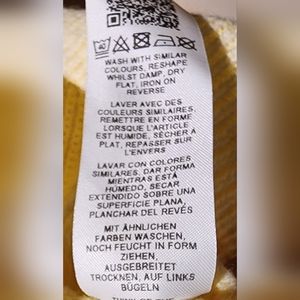 WASH WITH SIMILAR
COLOURS, RESHAPE
WHILST DAMP, DRY
FLAT, IRON ON
REVERSE
LAVER AVEC DES
COULEURS SIMILAIRES,
REMETTRE EN FORME
LORSQUE L'ARTICLE
EST HUMIDE, SÉCHER À
PLAT, REPASSER SUR
L'ENVERS
LAVAR CON COLORES
SIMILARES, DAR FORMA
MIENTRAS ESTÁ
HÚMEDO, SECAR
EXTENDIDO SOBRE UNA
SUPERFICIE PLANA,
PLANCHAR DEL REVÉS
MIT ÄHNLICHEN
FARBEN WASCHEN,
NOCH FEUCHT IN FORM
ZIEHEN,
AUSGEBREITET
TROCKNEN, AUF LINKS
BÜGELN